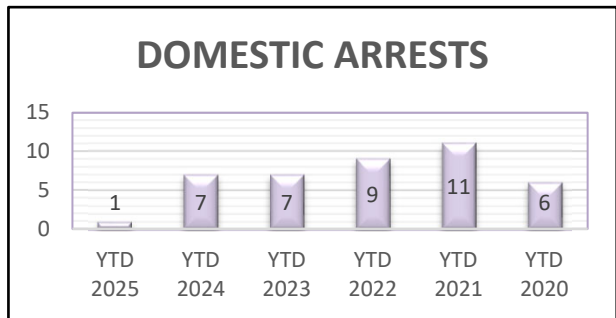 DOMESTIC ARRESTS
15
10
5
0
1
7
7
9
11
6
YTD 2025
YTD 2024
YTD 2023
YTD 2022
YTD 2021
YTD 2020